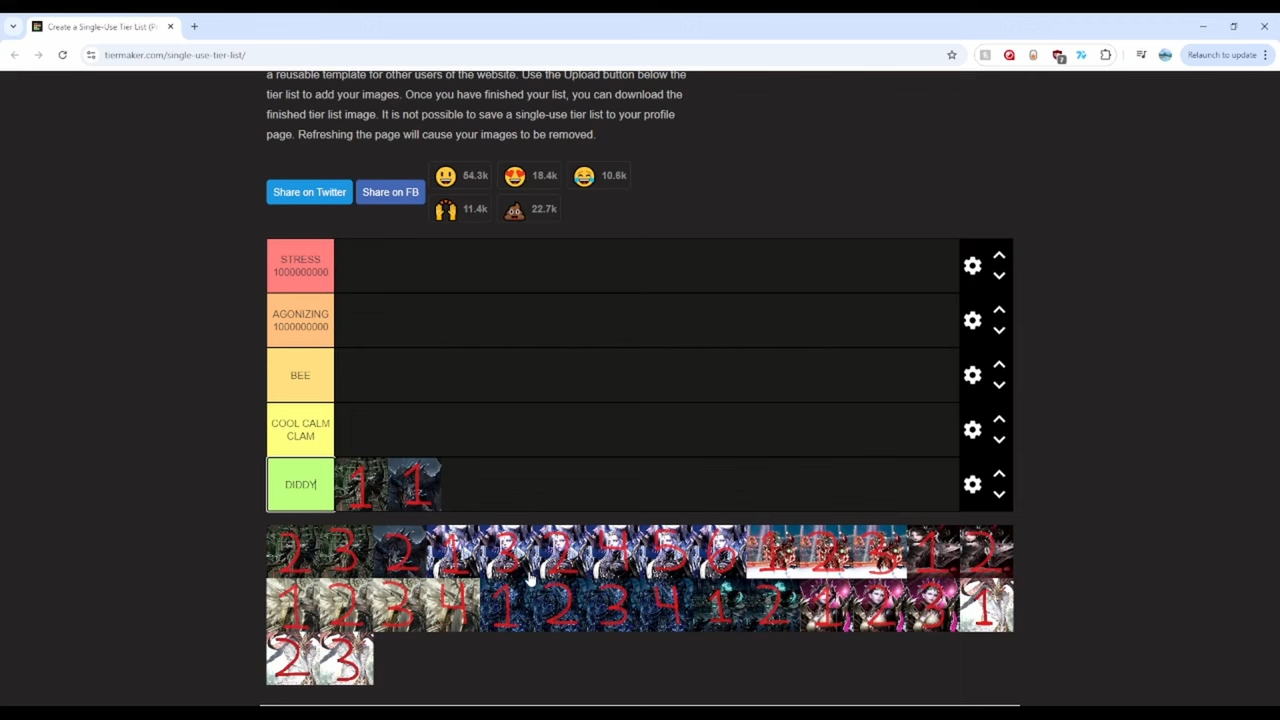 Create a Single-Use Tier List (P
tiermaker.com/single-use-tier-list/
Relaunch to update
a reusable template for other users of the website. Use the Upload button below the
tier list to add your images. Once you have finished your list, you can download the
finished tier list image. It is not possible to save a single-use tier list to your profile
page. Refreshing the page will cause your images to be removed.
Share on Twitter
Share on FB
54.3k
18.4k
10.6k
11.4k
22.7k
STRESS
1000000000
AGONIZING
1000000000
BEE
COOL CALM
CLAM
DIDDY
1 1
2 3 2 1 3 2 4 5 6 1 2 3 1 2
1 2 3 4 1 2 3 4 1 2 1 2 3 1
2 3